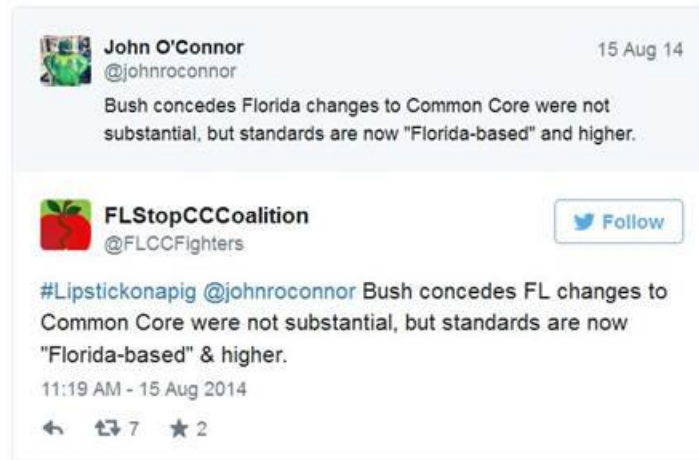 John O'Connor
15 Aug 14
@johnroconnor
Bush concedes Florida changes to Common Core were not
substantial, but standards are now "Florida-based" and higher.
FLStopCCCoalition
Follow
@FLCCFighters
#Lipstickonapig @johnroconnor Bush concedes FL changes to
Common Core were not substantial, but standards are now
"Florida-based" & higher.
11:19 AM - 15 Aug 2014
7 2